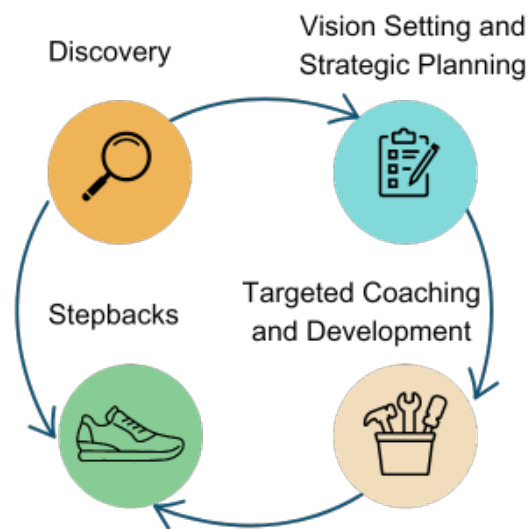 Discovery
Vision Setting and
Strategic Planning
Stepbacks
Targeted Coaching
and Development